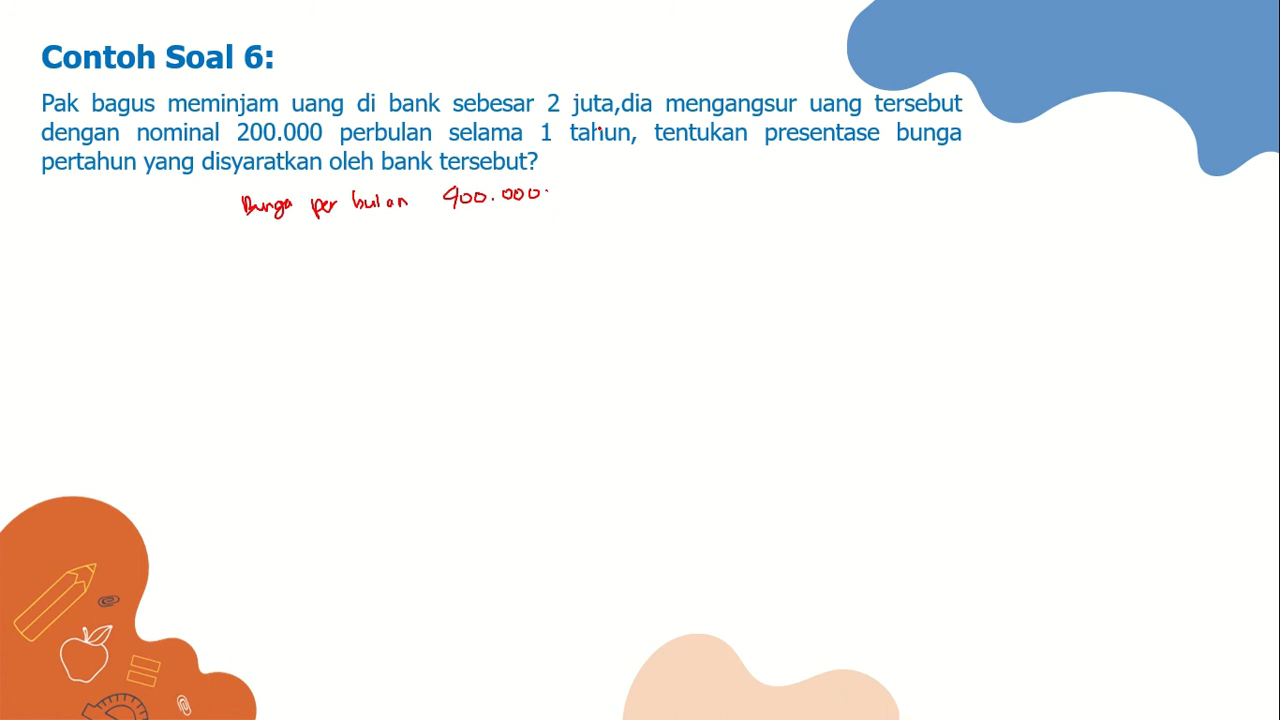 Contoh Soal 6:
Pak bagus meminjam uang di bank sebesar 2 juta,dia mengangsur uang tersebut
dengan nominal 200.000 perbulan selama 1 tahun, tentukan presentase bunga
pertahun yang disyaratkan oleh bank tersebut?
Bunga per bulan 400.000.